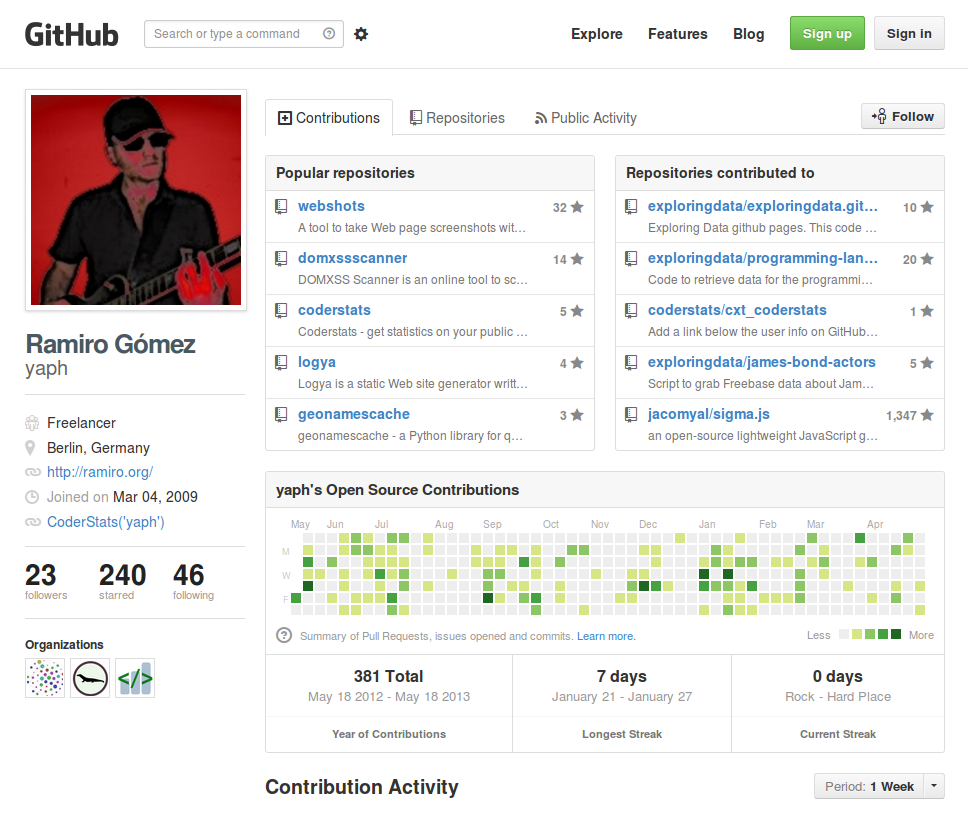 GitHub
Search or type a command
Explore
Features
Blog
Sign up
Sign in
Contributions
Repositories
Public Activity
Follow
Ramiro Gómez
yaph
Freelancer
Berlin, Germany
http://ramiro.org/
Joined on Mar 04, 2009
CoderStats('yaph')
23 240 46
followers starred following
Organizations
</>
Popular repositories
webshots 32
A tool to take Web page screenshots wit…
domxssscanner 14
DOMXSS Scanner is an online tool to sc…
coderstats 5
Coderstats - get statistics on your public …
logya 4
Logya is a static Web site generator writt…
geonamescache 3
geonamescache - a Python library for q…
Repositories contributed to
exploringdata/exploringdata.git… 10
Exploring Data github pages. This code …
exploringdata/programming-lan… 20
Code to retrieve data for the programmi…
coderstats/cxt_coderstats 1
Add a link below the user info on GitHub…
exploringdata/james-bond-actors 5
Script to grab Freebase data about Jam…
jacomyal/sigma.js 1,347
an open-source lightweight JavaScript g…
yaph's Open Source Contributions
May Jun Jul Aug Sep Oct Nov Dec Jan Feb Mar Apr
M
W
F
? Summary of Pull Requests, issues opened and commits. Learn more.
Less More
381 Total
May 18 2012 - May 18 2013
Year of Contributions
7 days
January 21 - January 27
Longest Streak
0 days
Rock - Hard Place
Current Streak
Contribution Activity
Period: 1 Week